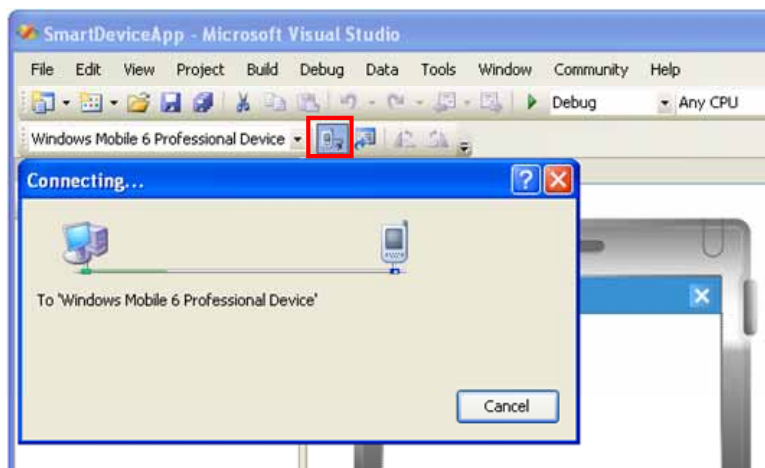 SmartDeviceApp - Microsoft Visual Studio
File Edit View Project Build Debug Data Tools Window Community Help
Debug Any CPU
Windows Mobile 6 Professional Device
Connecting...
To 'Windows Mobile 6 Professional Device'
Cancel